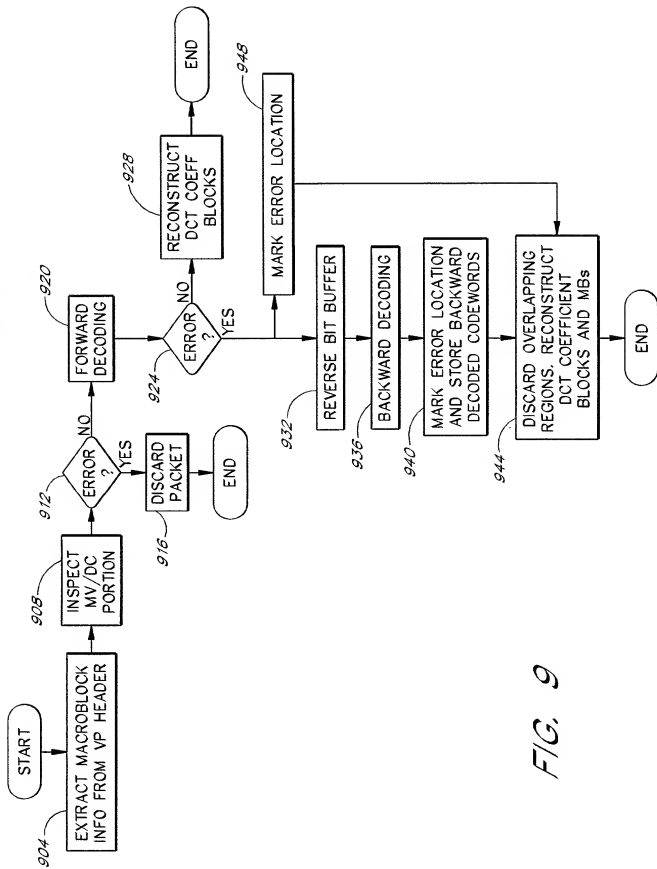 START
904
EXTRACT MACROBLOCK
INFO FROM VP HEADER
908
INSPECT
MV/DC
PORTION
912
ERROR
?
NO
YES
916
DISCARD
PACKET
END
920
FORWARD
DECODING
924
ERROR
?
NO
YES
928
RECONSTRUCT
DCT COEFF
BLOCKS
END
948
MARK ERROR LOCATION
932
REVERSE BIT BUFFER
936
BACKWARD DECODING
940
MARK ERROR LOCATION
AND STORE BACKWARD
DECODED CODEWORDS
944
DISCARD OVERLAPPING
REGIONS. RECONSTRUCT
DCT COEFFICIENT
BLOCKS AND MBs
END
FIG. 9